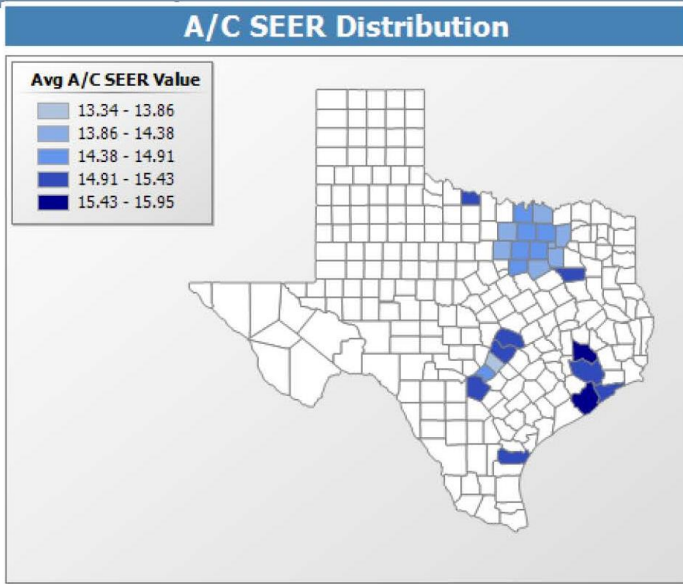 A/C SEER Distribution
Avg A/C SEER Value
13.34 - 13.86
13.86 - 14.38
14.38 - 14.91
14.91 - 15.43
15.43 - 15.95